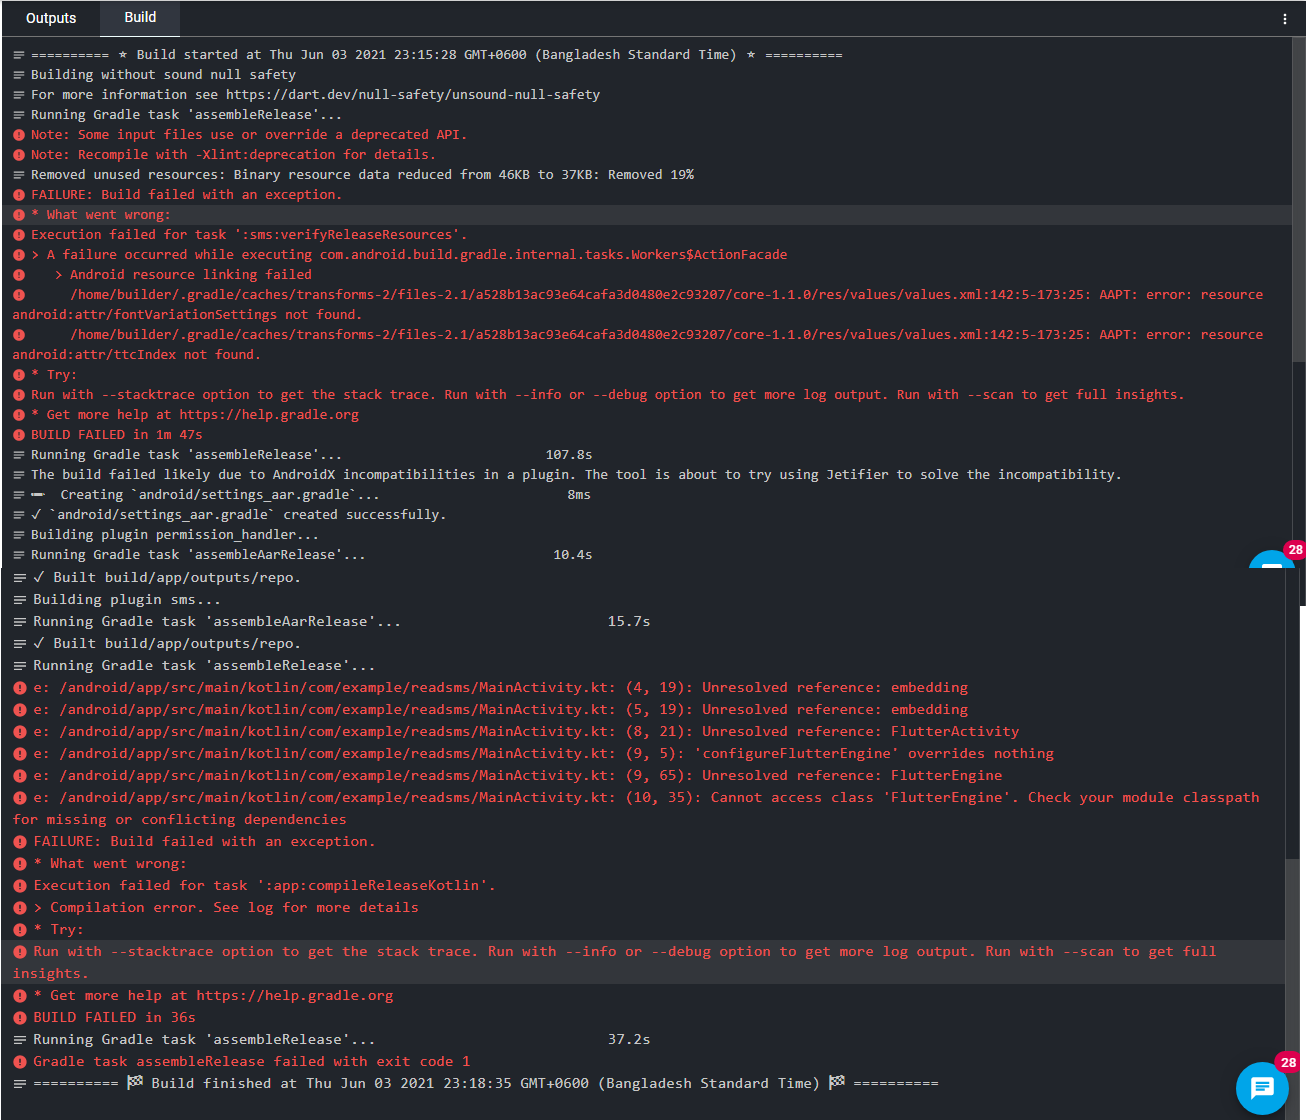 Outputs Build
========== ★ Build started at Thu Jun 03 2021 23:15:28 GMT+0600 (Bangladesh Standard Time) ★ ==========
Building without sound null safety
For more information see https://dart.dev/null-safety/unsound-null-safety
Running Gradle task 'assembleRelease'...
Note: Some input files use or override a deprecated API.
Note: Recompile with -Xlint:deprecation for details.
Removed unused resources: Binary resource data reduced from 46KB to 37KB: Removed 19%
FAILURE: Build failed with an exception.
* What went wrong:
Execution failed for task ':sms:verifyReleaseResources'.
> A failure occurred while executing com.android.build.gradle.internal.tasks.Workers$ActionFacade
> Android resource linking failed
/home/builder/.gradle/caches/transforms-2/files-2.1/a528b13ac93e64cafa3d0480e2c93207/core-1.1.0/res/values/values.xml:142:5-173:25: AAPT: error: resource
android:attr/fontVariationSettings not found.
/home/builder/.gradle/caches/transforms-2/files-2.1/a528b13ac93e64cafa3d0480e2c93207/core-1.1.0/res/values/values.xml:142:5-173:25: AAPT: error: resource
android:attr/ttcIndex not found.
* Try:
Run with --stacktrace option to get the stack trace. Run with --info or --debug option to get more log output. Run with --scan to get full insights.
* Get more help at https://help.gradle.org
BUILD FAILED in 1m 47s
Running Gradle task 'assembleRelease'... 107.8s
The build failed likely due to AndroidX incompatibilities in a plugin. The tool is about to try using Jetifier to solve the incompatibility.
Creating `android/settings_aar.gradle`... 8ms
✓ `android/settings_aar.gradle` created successfully.
Building plugin permission_handler...
Running Gradle task 'assembleAarRelease'... 10.4s
28
✓ Built build/app/outputs/repo.
Building plugin sms...
Running Gradle task 'assembleAarRelease'... 15.7s
✓ Built build/app/outputs/repo.
Running Gradle task 'assembleRelease'...
e: /android/app/src/main/kotlin/com/example/readsms/MainActivity.kt: (4, 19): Unresolved reference: embedding
e: /android/app/src/main/kotlin/com/example/readsms/MainActivity.kt: (5, 19): Unresolved reference: embedding
e: /android/app/src/main/kotlin/com/example/readsms/MainActivity.kt: (8, 21): Unresolved reference: FlutterActivity
e: /android/app/src/main/kotlin/com/example/readsms/MainActivity.kt: (9, 5): 'configureFlutterEngine' overrides nothing
e: /android/app/src/main/kotlin/com/example/readsms/MainActivity.kt: (9, 65): Unresolved reference: FlutterEngine
e: /android/app/src/main/kotlin/com/example/readsms/MainActivity.kt: (10, 35): Cannot access class 'FlutterEngine'. Check your module classpath
for missing or conflicting dependencies
FAILURE: Build failed with an exception.
* What went wrong:
Execution failed for task ':app:compileReleaseKotlin'.
> Compilation error. See log for more details
* Try:
Run with --stacktrace option to get the stack trace. Run with --info or --debug option to get more log output. Run with --scan to get full
insights.
* Get more help at https://help.gradle.org
BUILD FAILED in 36s
Running Gradle task 'assembleRelease'... 37.2s
Gradle task assembleRelease failed with exit code 1
========== 🏁 Build finished at Thu Jun 03 2021 23:18:35 GMT+0600 (Bangladesh Standard Time) 🏁 ==========
28